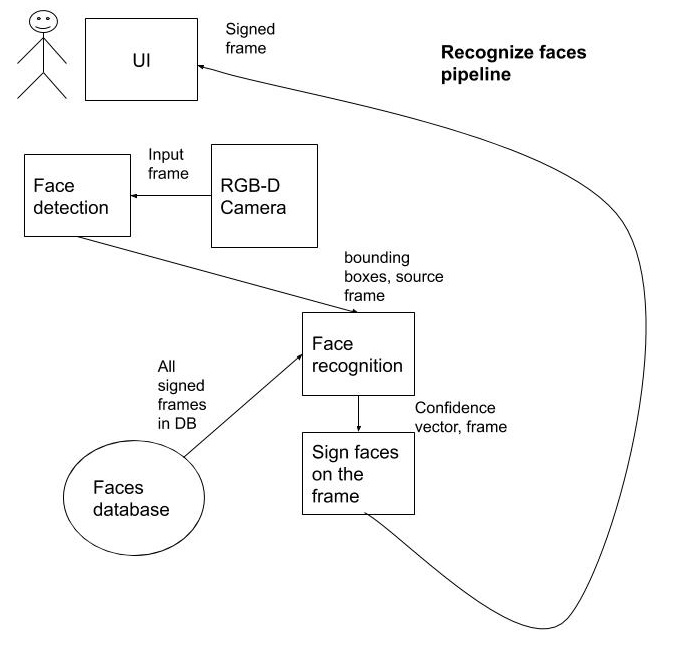 Signed
frame
UI
Recognize faces
pipeline
Input
frame
Face
detection
RGB-D
Camera
bounding
boxes, source
frame
Face
recognition
All
signed
frames
in DB
Confidence
vector, frame
Sign faces
on the
frame
Faces
database